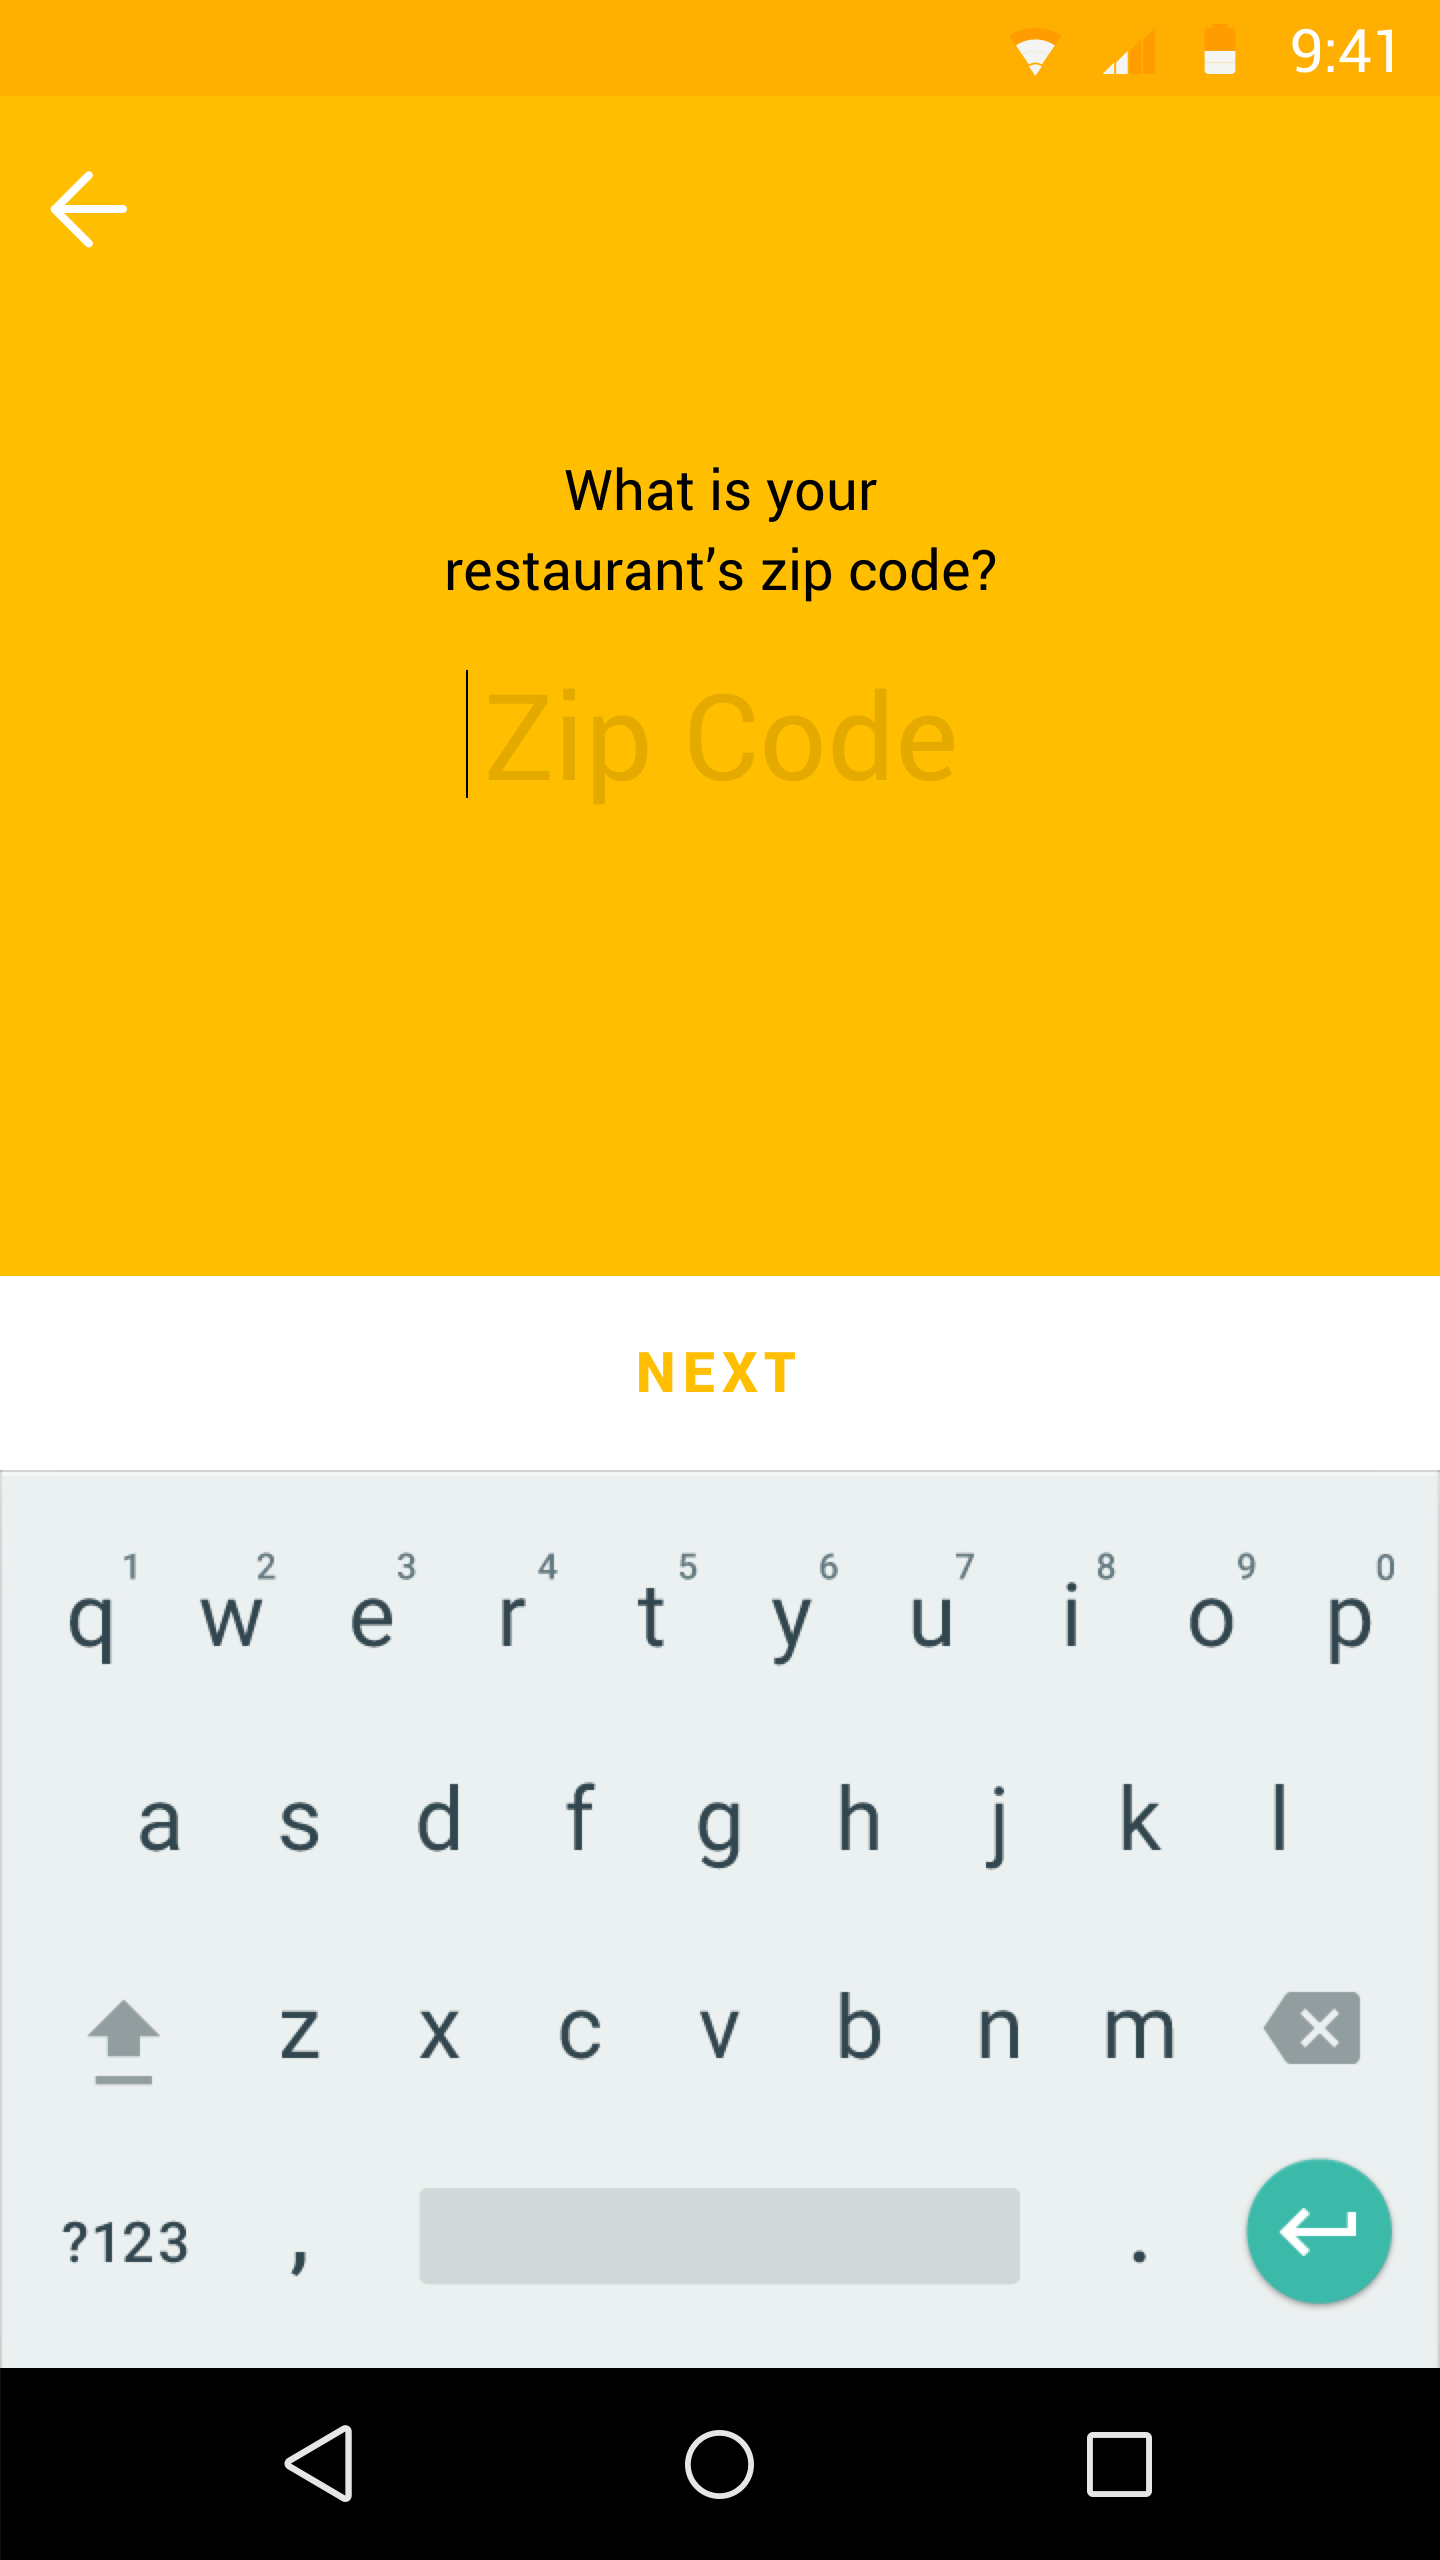 9:41
What is your
restaurant’s zip code?
Zip Code
NEXT
1 2 3 4 5 6 7 8 9 0
q w e r t y u i o p
a s d f g h j k l
z x c v b n m
?123 , .